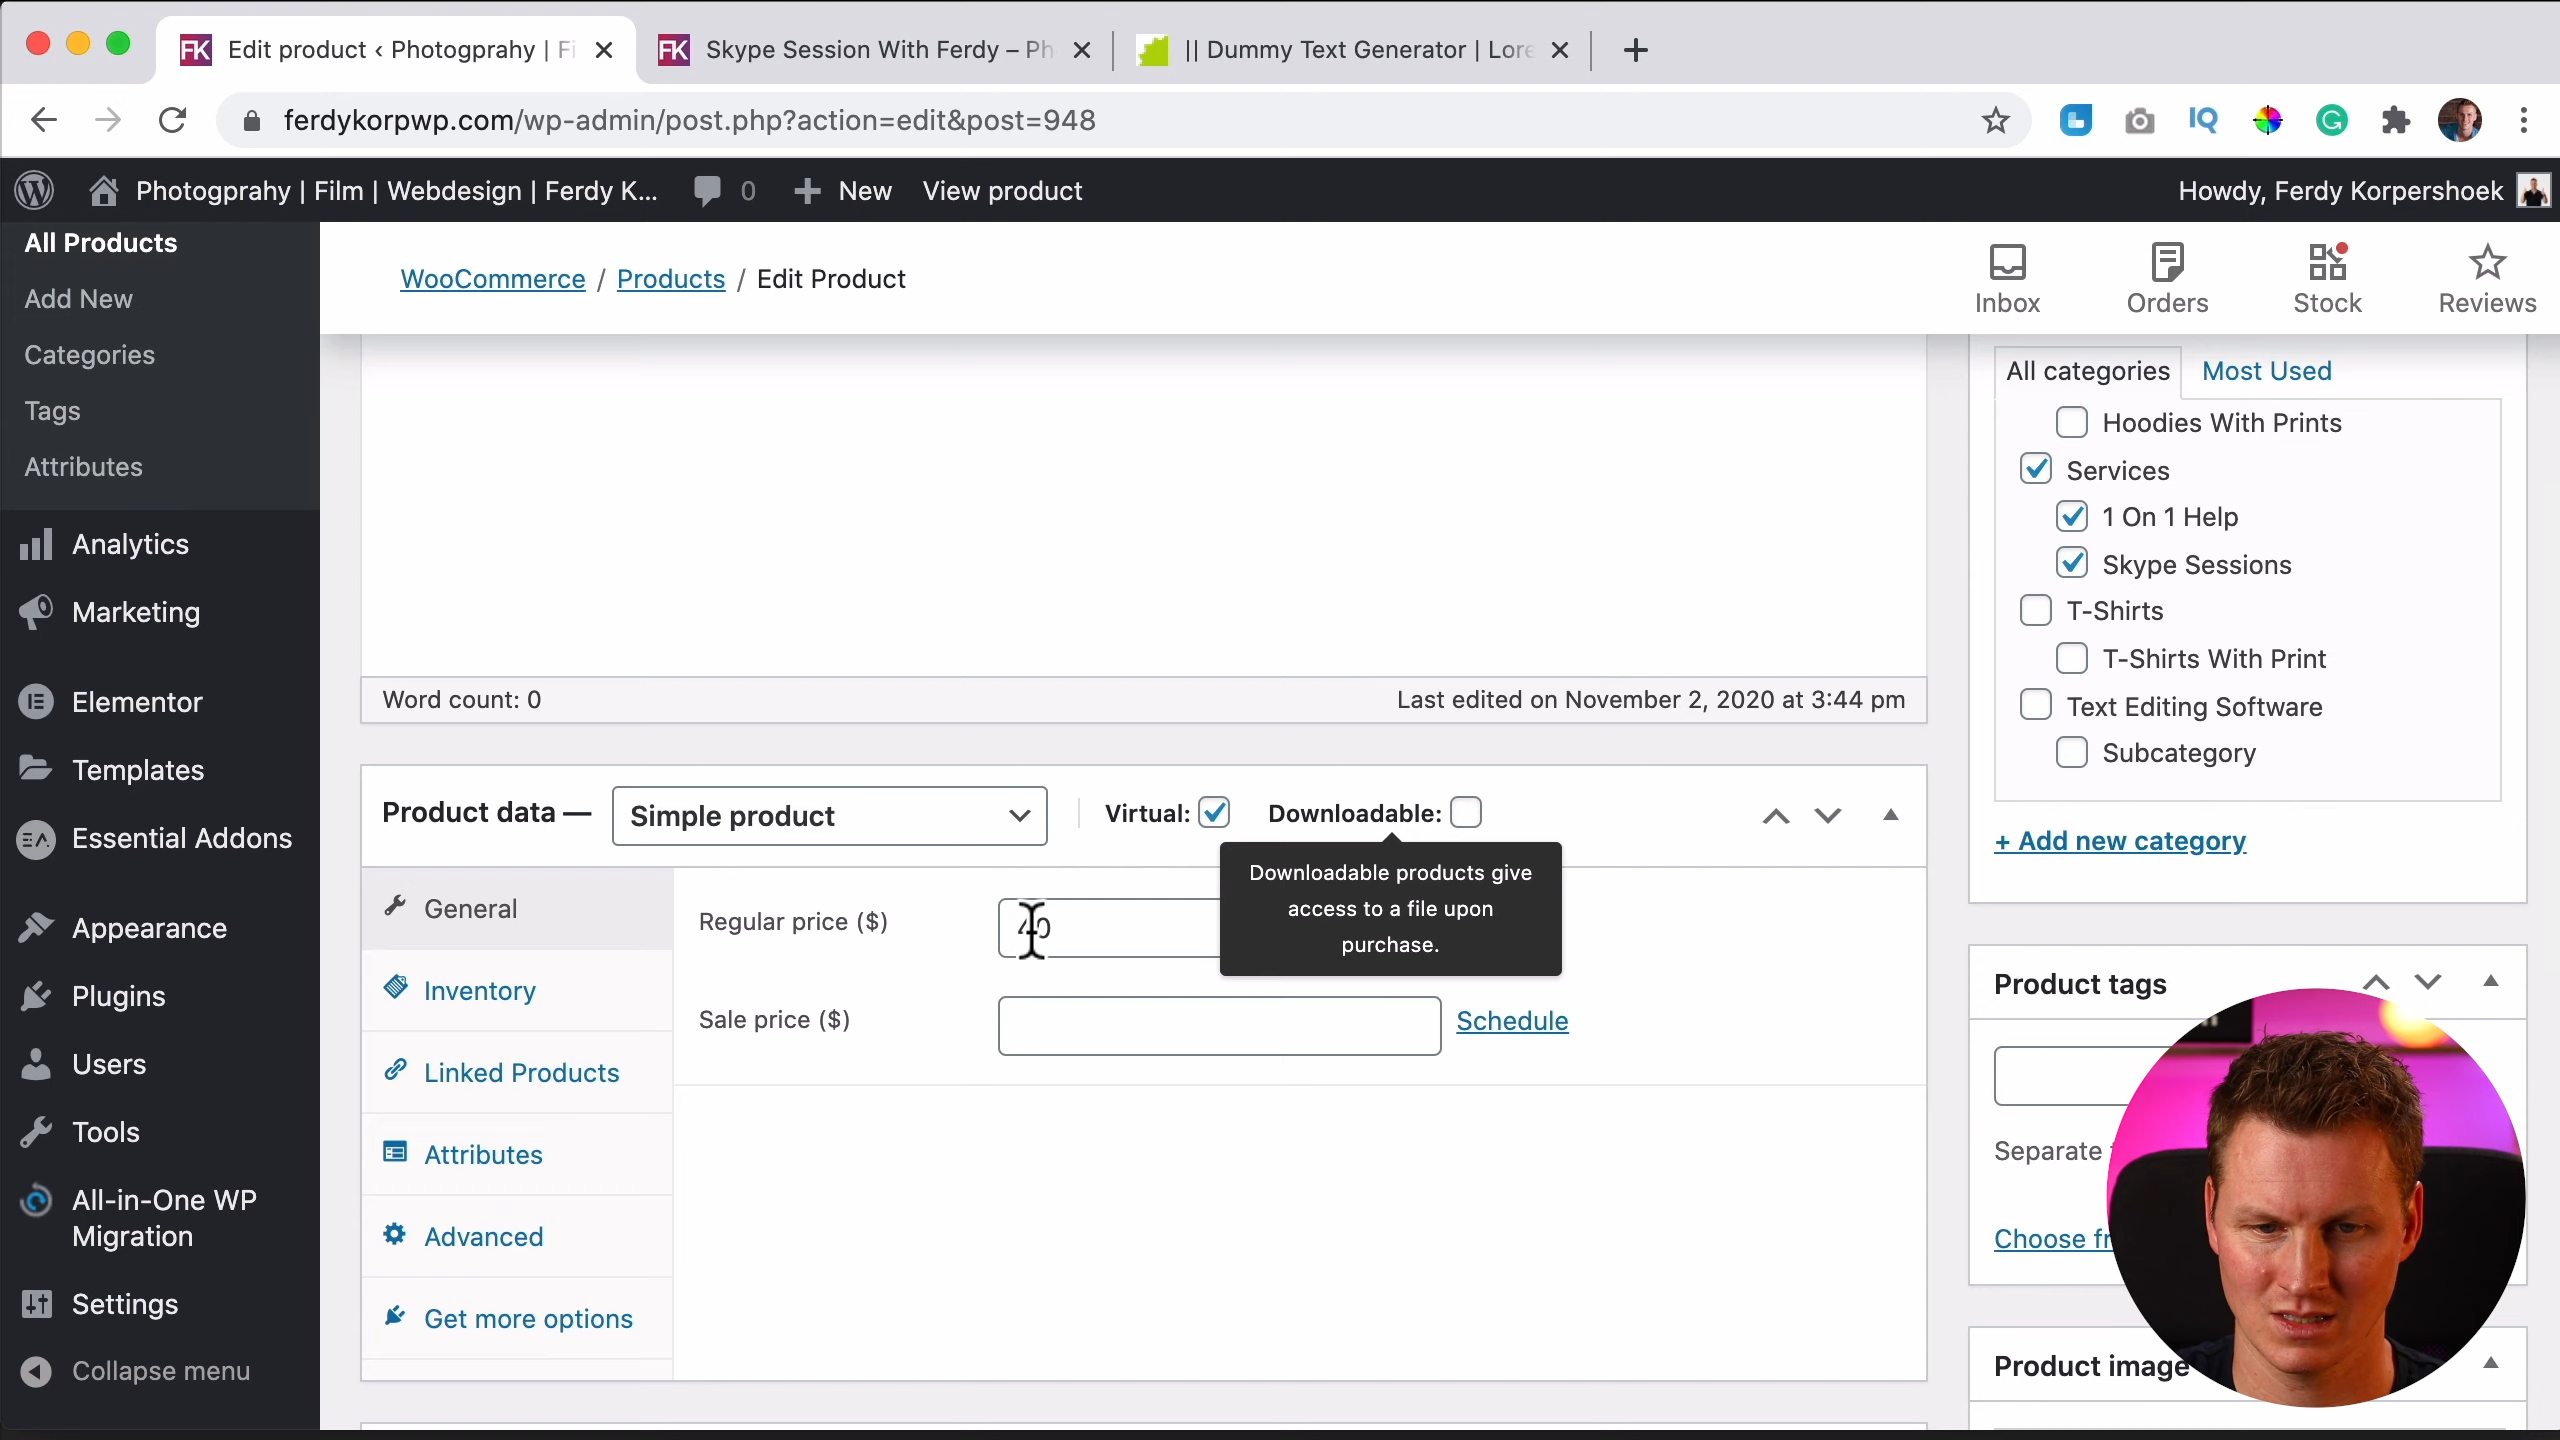 Edit product ‹ Photogprahy | Fi
Skype Session With Ferdy – Ph
|| Dummy Text Generator | Lore
ferdykorpwp.com/wp-admin/post.php?action=edit&post=948
IQ
Photogprahy | Film | Webdesign | Ferdy K...
0
New
View product
Howdy, Ferdy Korpershoek
All Products
Add New
Categories
Tags
Attributes
Analytics
Marketing
Elementor
Templates
Essential Addons
Appearance
Plugins
Users
Tools
All-in-One WP
Migration
Settings
Collapse menu
WooCommerce / Products / Edit Product
Inbox
Orders
Stock
Reviews
Word count: 0
Last edited on November 2, 2020 at 3:44 pm
Product data —
Simple product
Virtual:
Downloadable:
Downloadable products give
access to a file upon
purchase.
General
Inventory
Linked Products
Attributes
Advanced
Get more options
Regular price ($)
Sale price ($)
Schedule
All categories
Most Used
Hoodies With Prints
Services
1 On 1 Help
Skype Sessions
T-Shirts
T-Shirts With Print
Text Editing Software
Subcategory
+ Add new category
Product tags
Separate
Choose fr
Product image